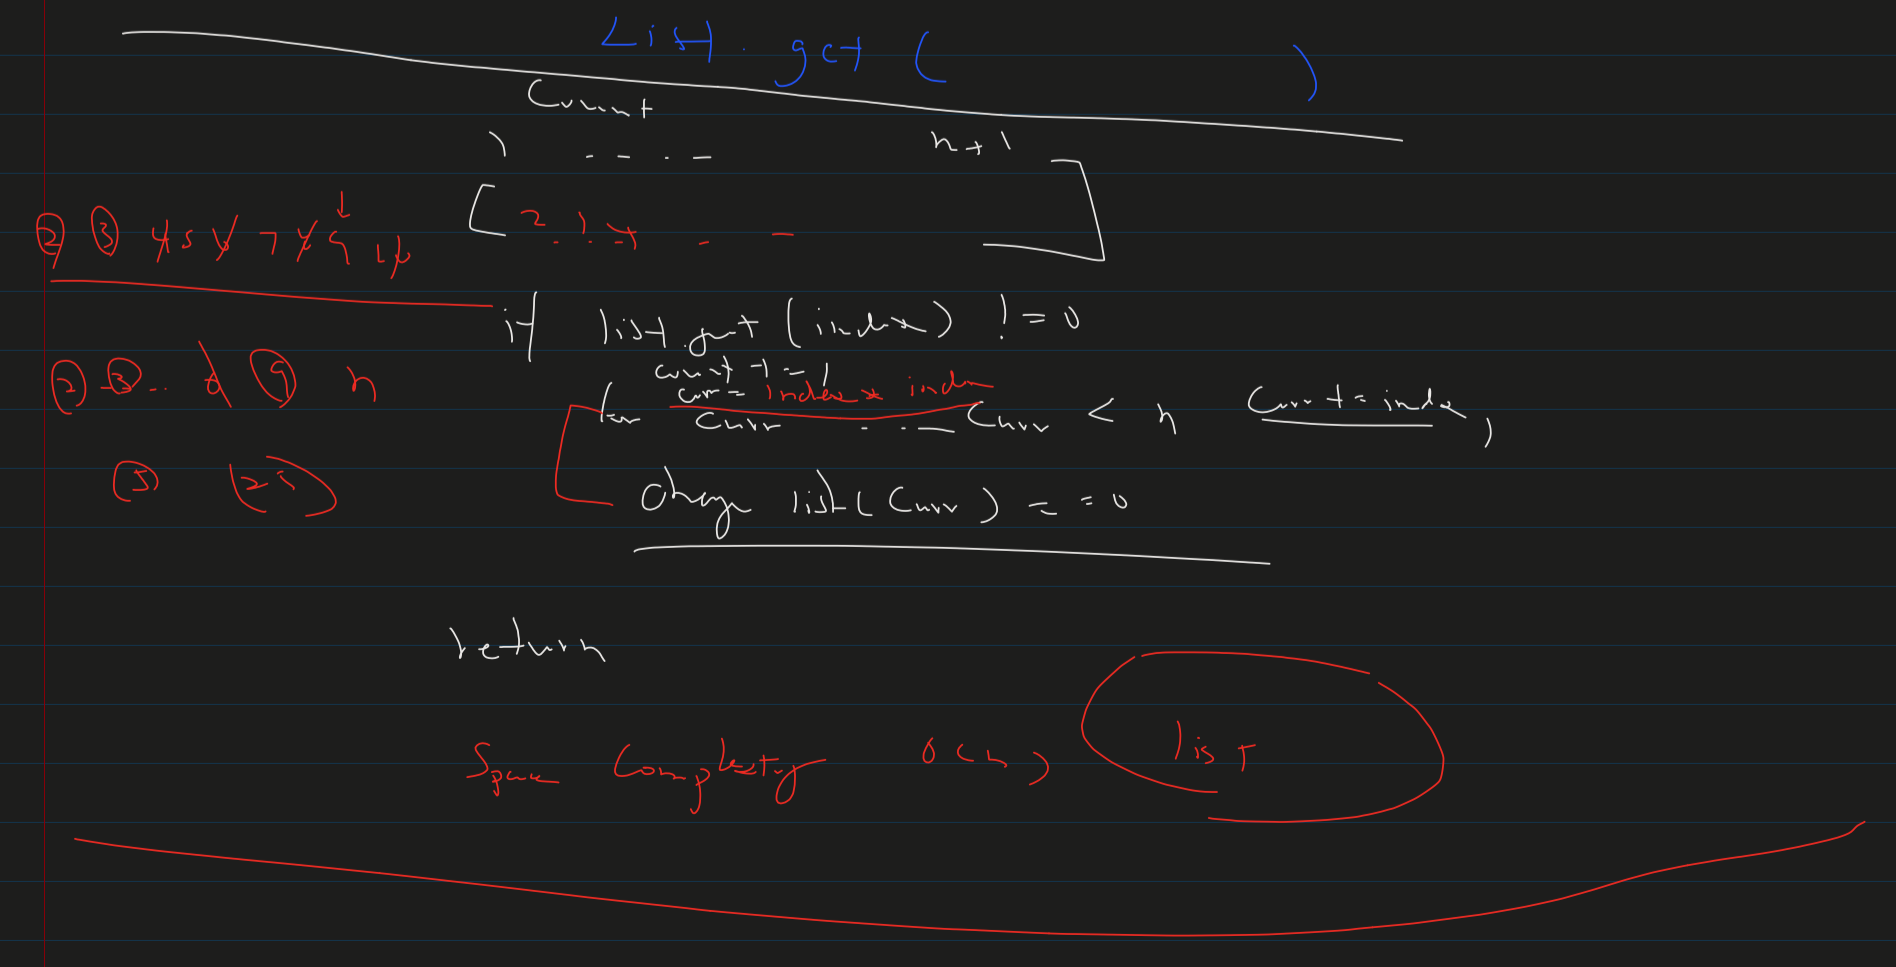 List . get ( )
Count
1 .... n+1
[ 2 . ! . 4 . - ]
② ③ 4 5 6 7 8 9 10
if list.get (index) != 0
count += 1
curr = index * index
② ③ .. 8 ⑨ n
for curr .... curr < n curr += index )
⑤ (25)
change list ( curr ) = = 0
return
Space Complexity O(n) list